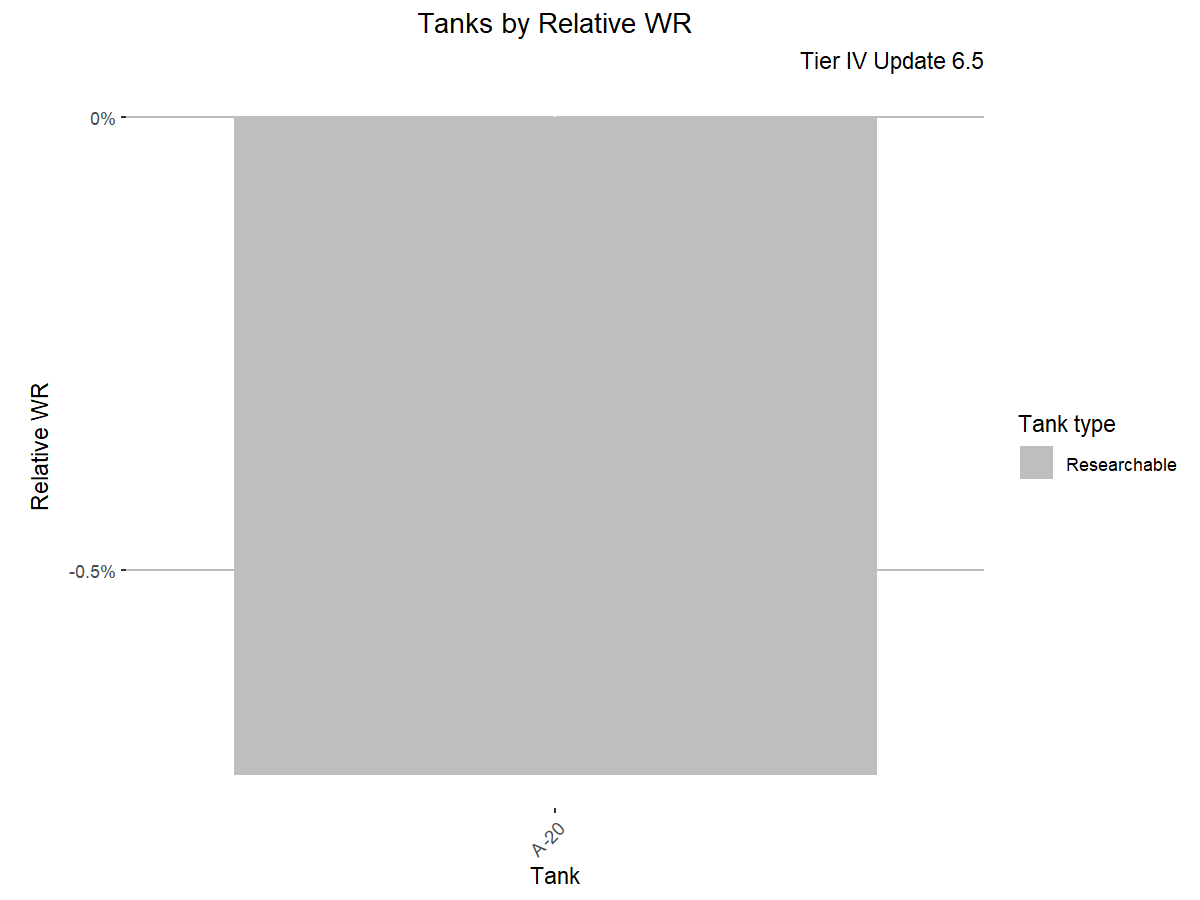 Tanks by Relative WR
Tier IV Update 6.5
0%
-0.5%
Relative WR
A-20
Tank
Tank type
Researchable